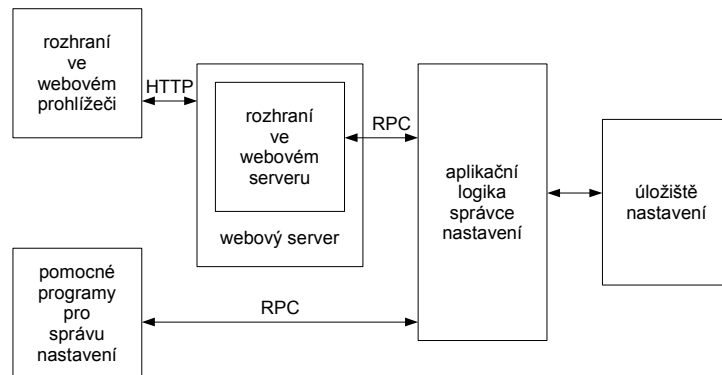 rozhraní
ve
webovém
prohlížeči
HTTP
rozhraní
ve
webovém
serveru
webový server
RPC
aplikační
logika
správce
nastavení
úložiště
nastavení
pomocné
programy
pro
správu
nastavení
RPC